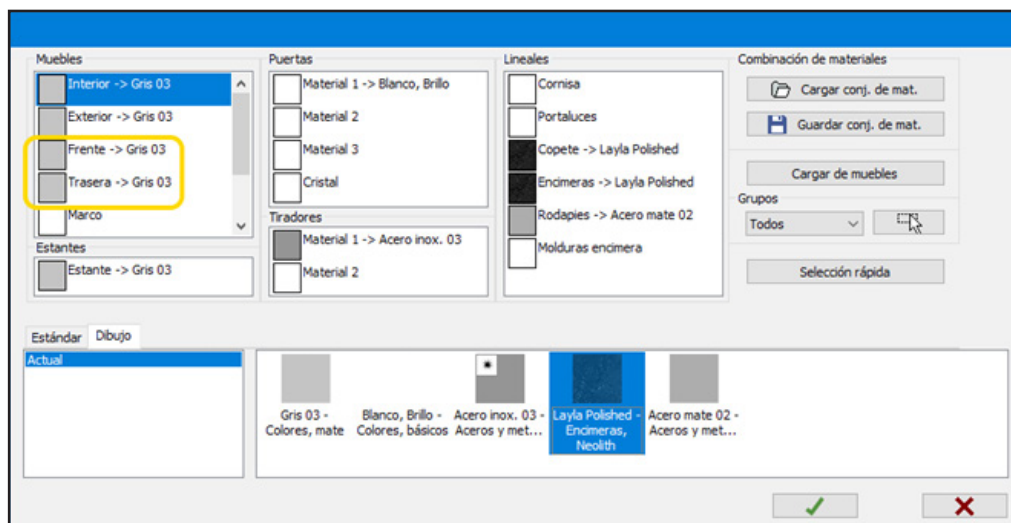 Muebles
Interior -> Gris 03
Exterior -> Gris 03
Frente -> Gris 03
Trasera -> Gris 03
Marco
Estantes
Estante -> Gris 03
Puertas
Material 1 -> Blanco, Brillo
Material 2
Material 3
Cristal
Tiradores
Material 1 -> Acero inox. 03
Material 2
Lineales
Cornisa
Portaluces
Copete -> Layla Polished
Encimeras -> Layla Polished
Rodapies -> Acero mate 02
Molduras encimera
Combinación de materiales
Cargar conj. de mat.
Guardar conj. de mat.
Cargar de muebles
Grupos
Todos
Selección rápida
Estándar
Dibujo
Actual
Gris 03 -
Colores, mate
Blanco, Brillo -
Colores, básicos
Acero inox. 03 -
Aceros y met...
Layla Polished -
Encimeras,
Neolith
Acero mate 02 -
Aceros y met...